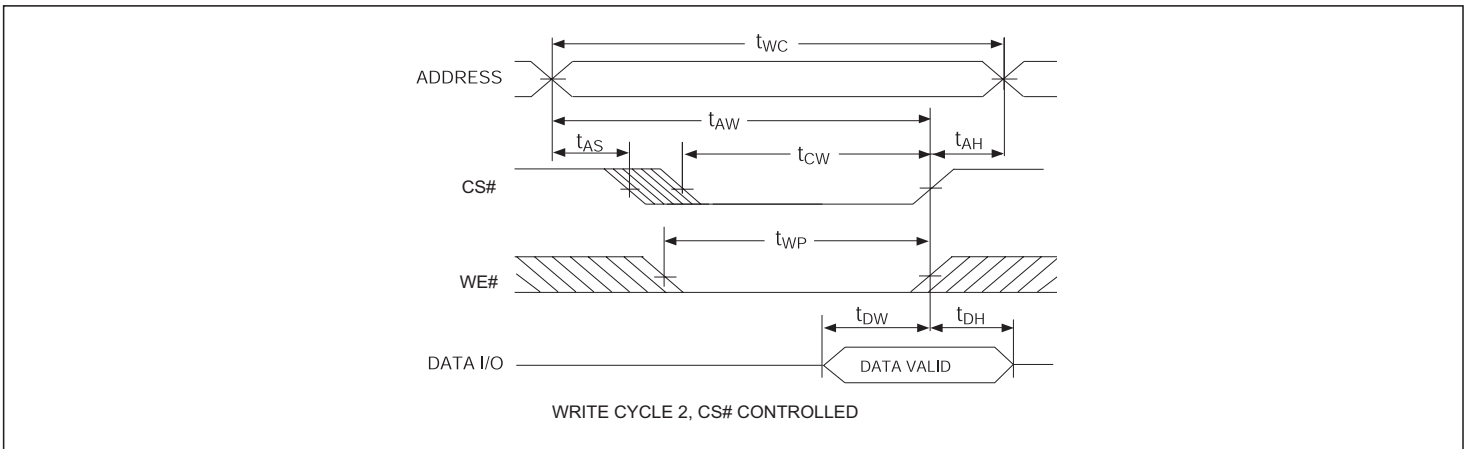 tWC
ADDRESS
tAW
tAS
tCW
tAH
CS#
tWP
WE#
tDW
tDH
DATA I/O
DATA VALID
WRITE CYCLE 2, CS# CONTROLLED